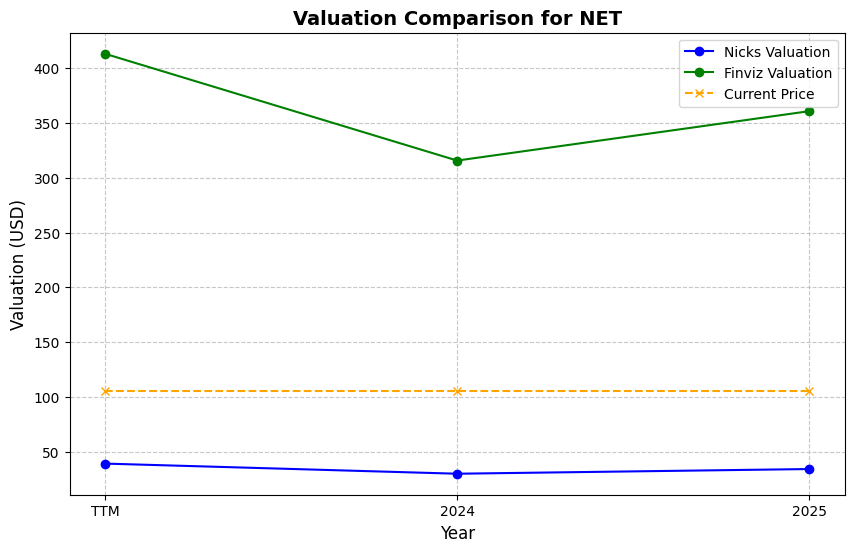 Valuation Comparison for NET
Nicks Valuation
Finviz Valuation
Current Price
Valuation (USD)
400
350
300
250
200
150
100
50
TTM
2024
2025
Year